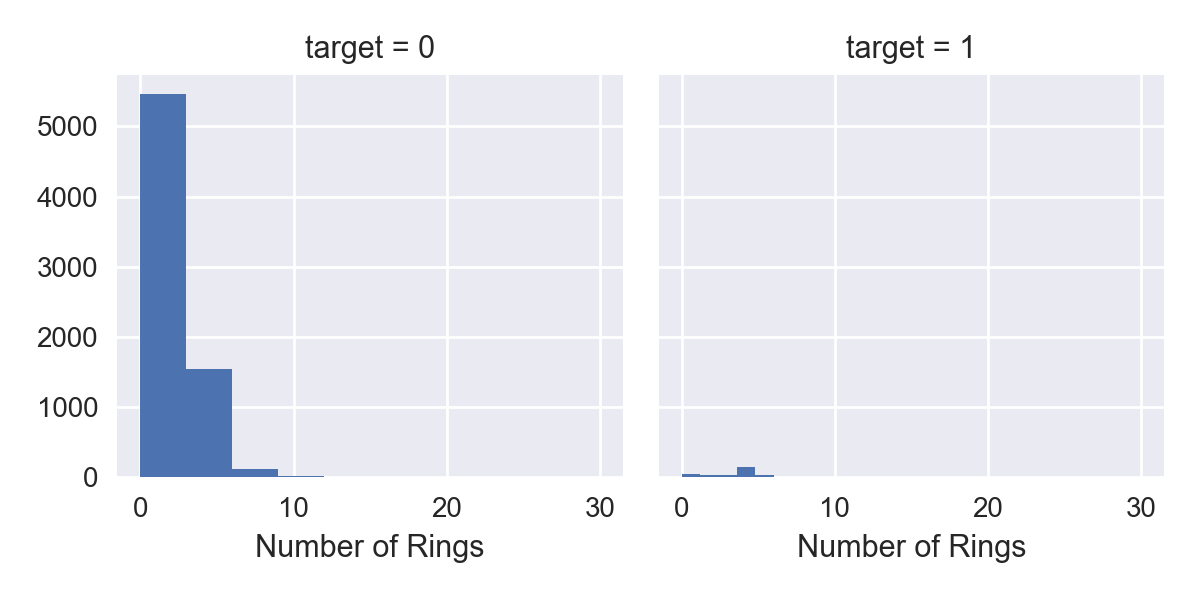 target = 0
target = 1
5000
4000
3000
2000
1000
0
0 10 20 30
0 10 20 30
Number of Rings
Number of Rings